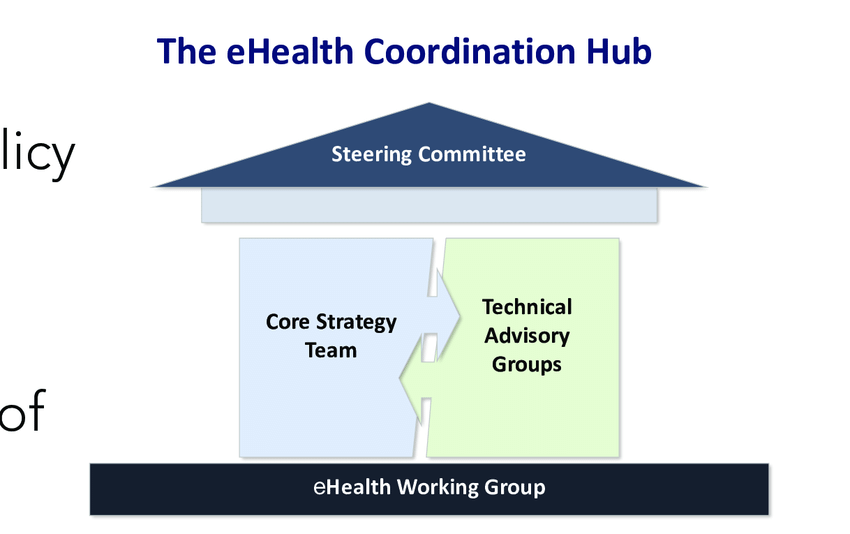 The eHealth Coordination Hub
licy
Steering Committee
Core Strategy
Team
Technical
Advisory
Groups
of
eHealth Working Group